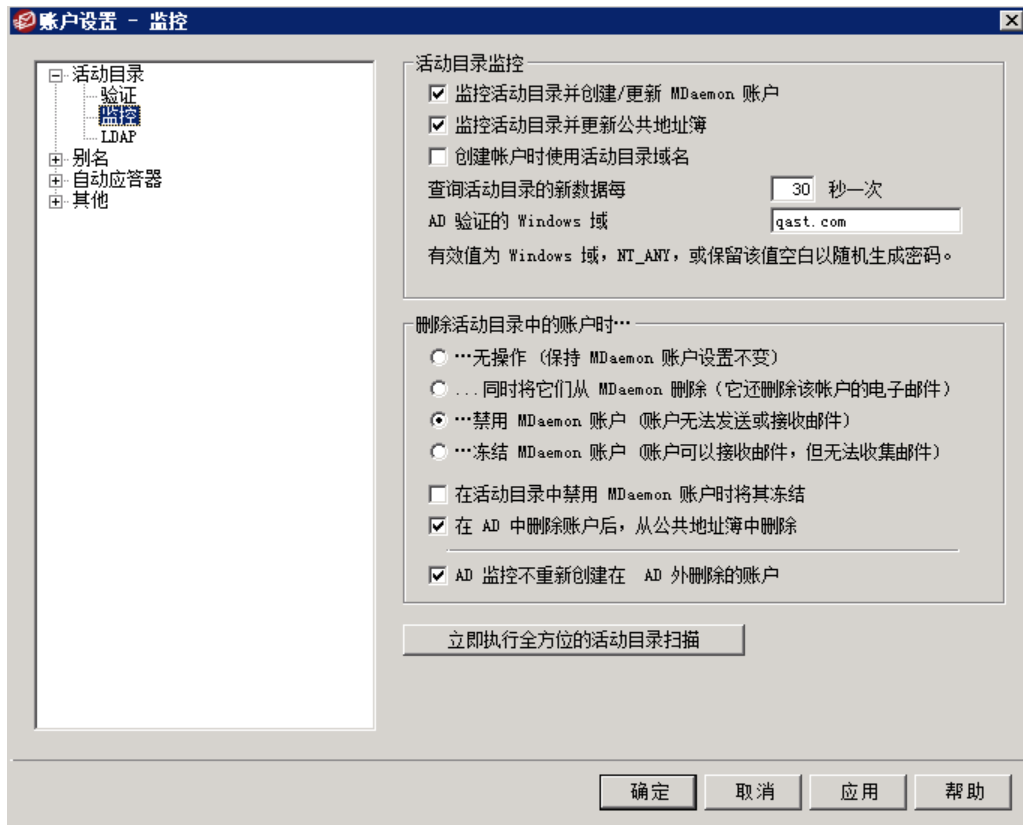 账户设置 - 监控
活动目录
验证
监控
LDAP
别名
自动应答器
其他
活动目录监控
监控活动目录并创建/更新 MDaemon 账户
监控活动目录并更新公共地址簿
创建帐户时使用活动目录域名
查询活动目录的新数据每 30 秒一次
AD 验证的 Windows 域 qast.com
有效值为 Windows 域，NT_ANY，或保留该值空白以随机生成密码。
删除活动目录中的账户时…
…无操作（保持 MDaemon 账户设置不变）
...同时将它们从 MDaemon 删除（它还删除该帐户的电子邮件）
…禁用 MDaemon 账户（账户无法发送或接收邮件）
…冻结 MDaemon 账户（账户可以接收邮件，但无法收集邮件）
在活动目录中禁用 MDaemon 账户时将其冻结
在 AD 中删除账户后，从公共地址簿中删除
AD 监控不重新创建在 AD 外删除的账户
立即执行全方位的活动目录扫描
确定 取消 应用 帮助